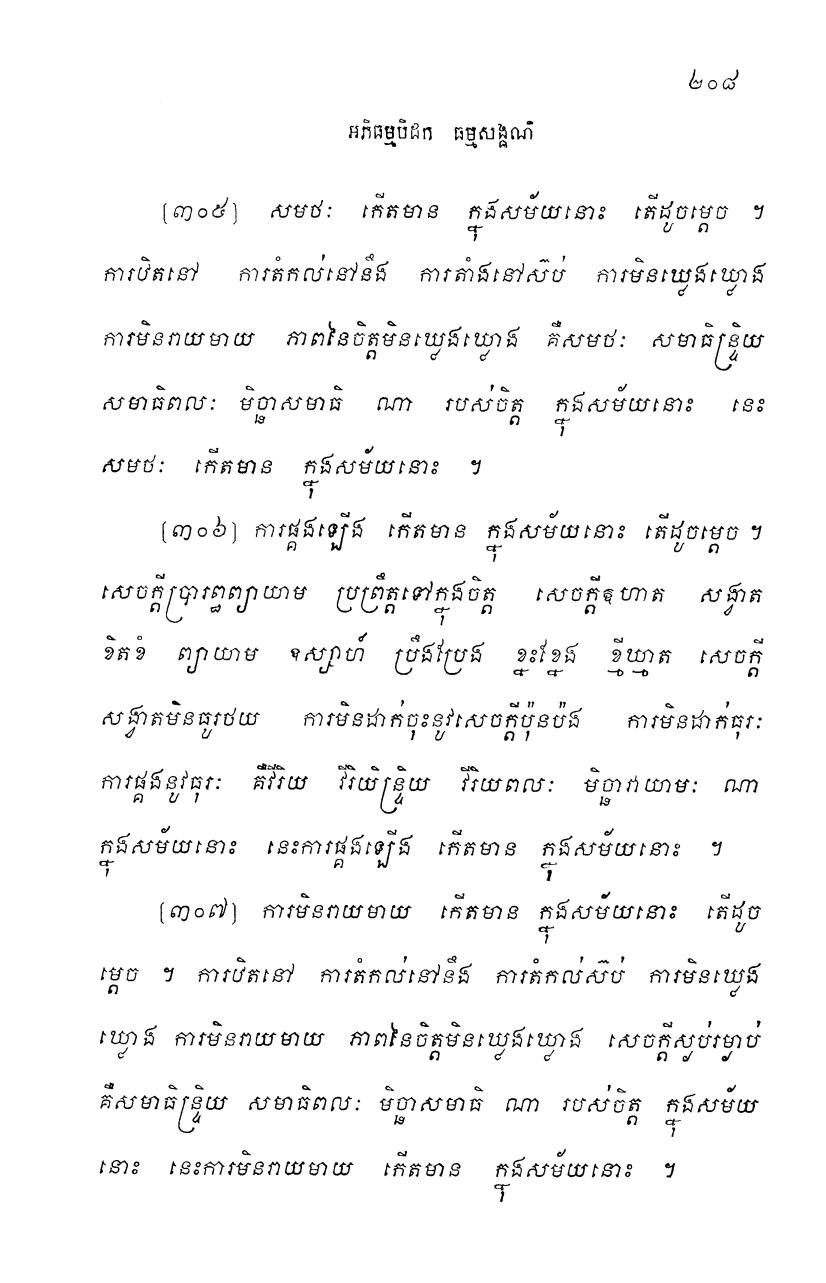 ២០៨
អភិធម្មបិដក ធម្មសង្គណី
[៣០៥] សមថៈ កើតមាន ក្នុងសម័យនោះ តើដូចម្តេច ។
ការឋិតនៅ ការតំកល់នៅនឹង ការតាំងនៅស៊ប់ ការមិនឃ្លេងឃ្លោង
ការមិនរាយមាយ ភាពនៃចិត្តមិនឃ្លេងឃ្លោង គឺសមថៈ សមាធិន្ទ្រិយ
សមាធិពលៈ មិច្ឆាសមាធិ ណា របស់ចិត្ត ក្នុងសម័យនោះ នេះ
សមថៈ កើតមាន ក្នុងសម័យនោះ ។
[៣០៦] ការផ្គងឡើង កើតមាន ក្នុងសម័យនោះ តើដូចម្តេច ។
សេចក្តីប្រារព្ធព្យាយាម ប្រព្រឹត្តទៅក្នុងចិត្ត សេចក្តីឧហាត សង្វាត
ខិតខំ ព្យាយាម ឧស្សាហ៍ ប្រឹងប្រែង ខ្នះខ្នែង ខ្មីឃ្មាត សេចក្តី
សង្វាតមិនធូរថយ ការមិនដាក់ចុះនូវសេចក្តីប៉ុនប៉ង ការមិនដាក់ធុរៈ
ការផ្គងនូវធុរៈ គឺវីរិយ វីរិយិន្ទ្រិយ វីរិយពលៈ មិច្ឆាវាយាមៈ ណា
ក្នុងសម័យនោះ នេះការផ្គងឡើង កើតមាន ក្នុងសម័យនោះ ។
[៣០៧] ការមិនរាយមាយ កើតមាន ក្នុងសម័យនោះ តើដូច
ម្តេច ។ ការឋិតនៅ ការតំកល់នៅនឹង ការតំកល់ស៊ប់ ការមិនឃ្លេង
ឃ្លោង ការមិនរាយមាយ ភាពនៃចិត្តមិនឃ្លេងឃ្លោង សេចក្តីស្ងប់រម្ងាប់
គឺសមាធិន្ទ្រិយ សមាធិពលៈ មិច្ឆាសមាធិ ណា របស់ចិត្ត ក្នុងសម័យ
នោះ នេះការមិនរាយមាយ កើតមាន ក្នុងសម័យនោះ ។